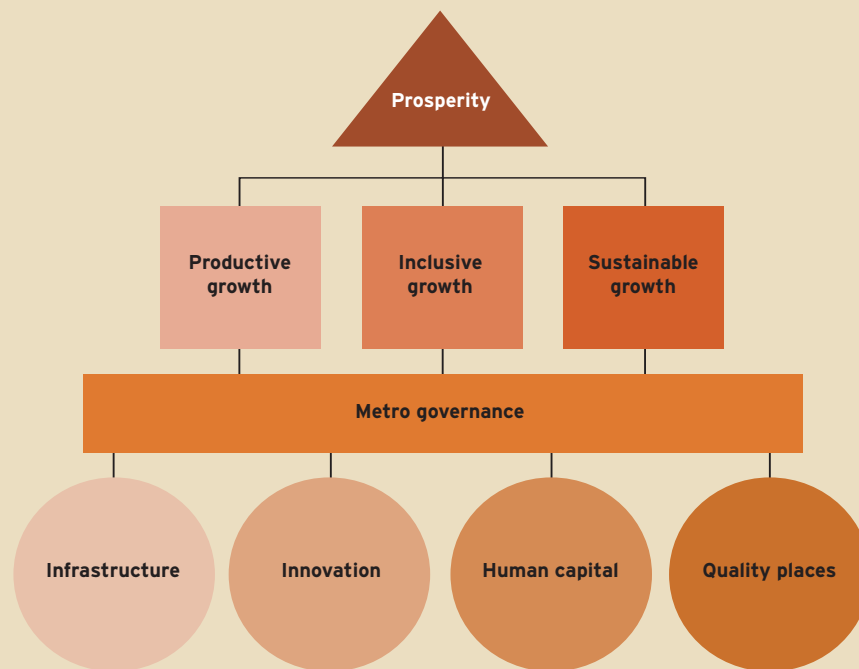 Prosperity
Productive
growth
Inclusive
growth
Sustainable
growth
Metro governance
Infrastructure
Innovation
Human capital
Quality places